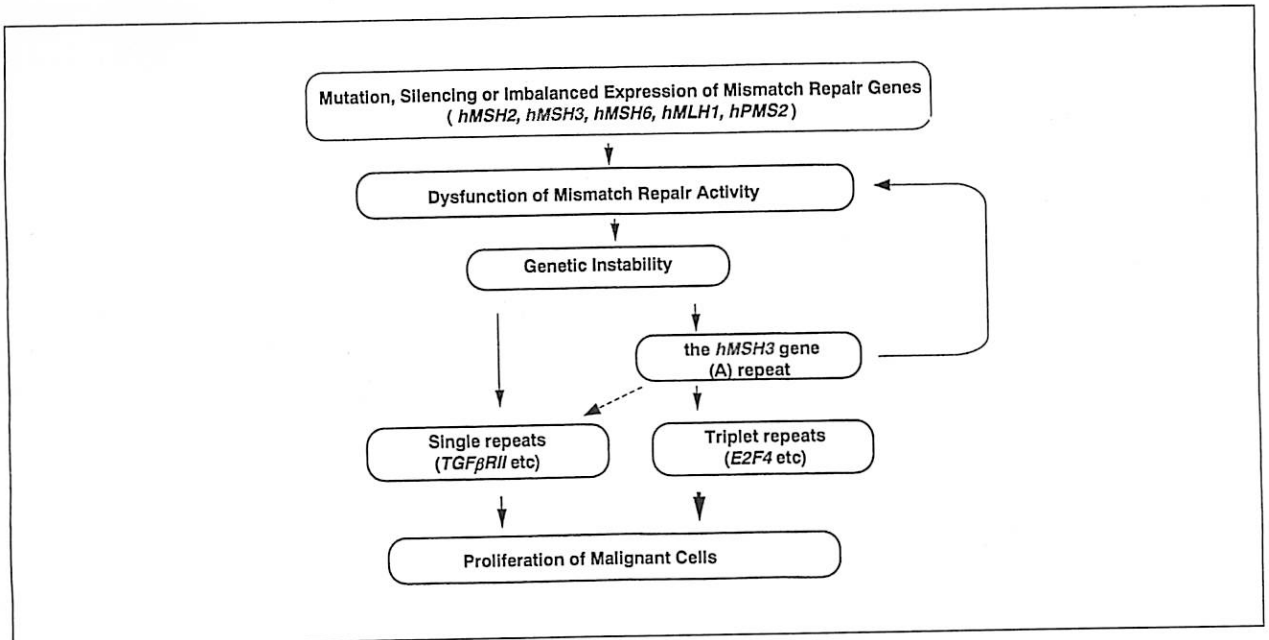 Mutation, Silencing or Imbalanced Expression of Mismatch Repair Genes
( hMSH2, hMSH3, hMSH6, hMLH1, hPMS2 )
Dysfunction of Mismatch Repair Activity
Genetic Instability
the hMSH3 gene
(A) repeat
Single repeats
(TGFβRII etc)
Triplet repeats
(E2F4 etc)
Proliferation of Malignant Cells